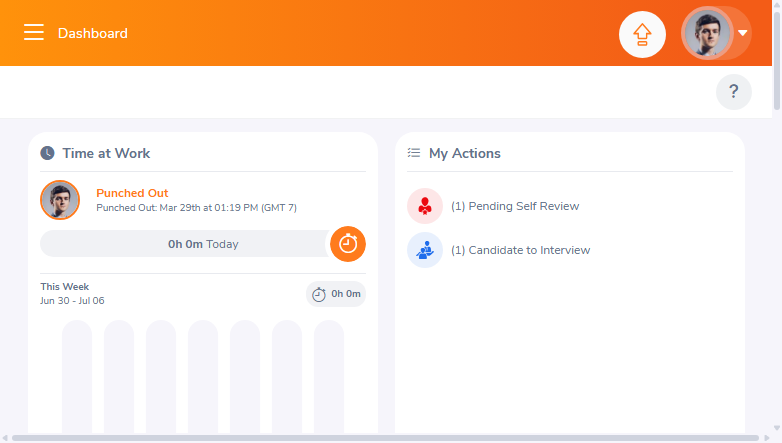 Dashboard
?
Time at Work
Punched Out
Punched Out: Mar 29th at 01:19 PM (GMT 7)
0h 0m Today
This Week
Jun 30 - Jul 06
0h 0m
My Actions
(1) Pending Self Review
(1) Candidate to Interview